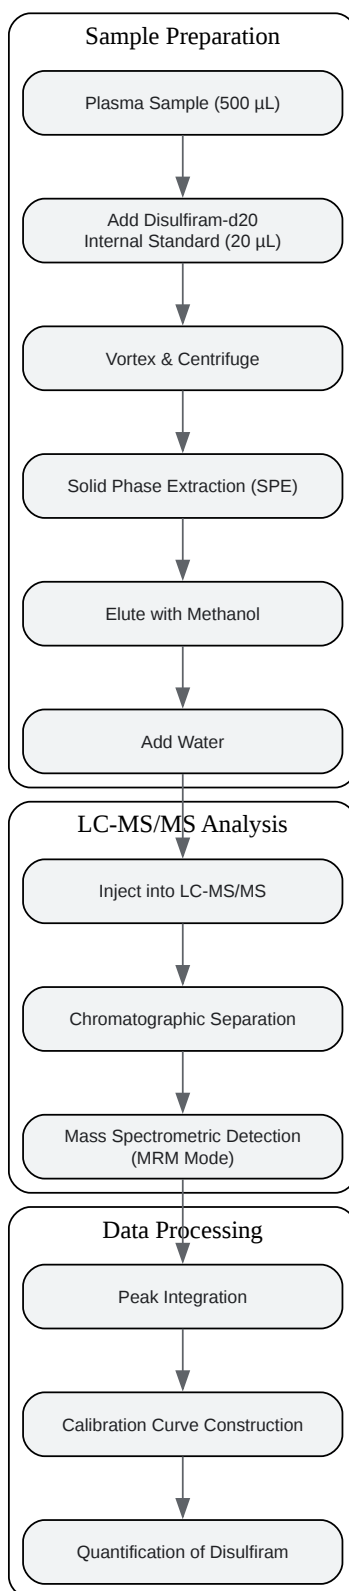 Sample Preparation
Plasma Sample (500 µL)
Add Disulfiram-d20
Internal Standard (20 µL)
Vortex & Centrifuge
Solid Phase Extraction (SPE)
Elute with Methanol
Add Water
LC-MS/MS Analysis
Inject into LC-MS/MS
Chromatographic Separation
Mass Spectrometric Detection
(MRM Mode)
Data Processing
Peak Integration
Calibration Curve Construction
Quantification of Disulfiram